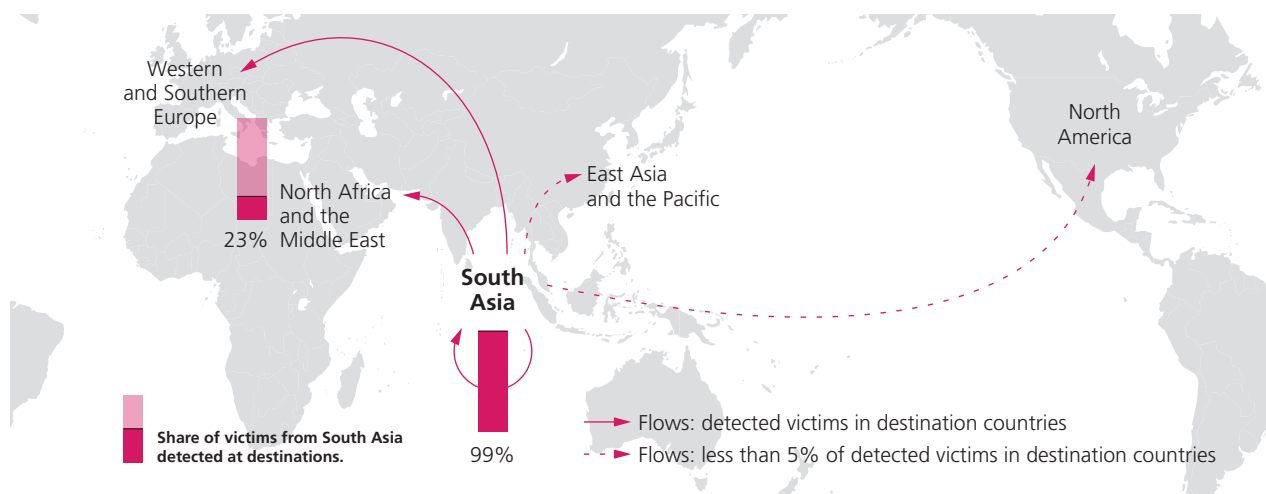 Western
and Southern
Europe
North
America
East Asia
and the Pacific
North Africa
and the
Middle East
23%
South
Asia
99%
Share of victims from South Asia
detected at destinations.
Flows: detected victims in destination countries
Flows: less than 5% of detected victims in destination countries